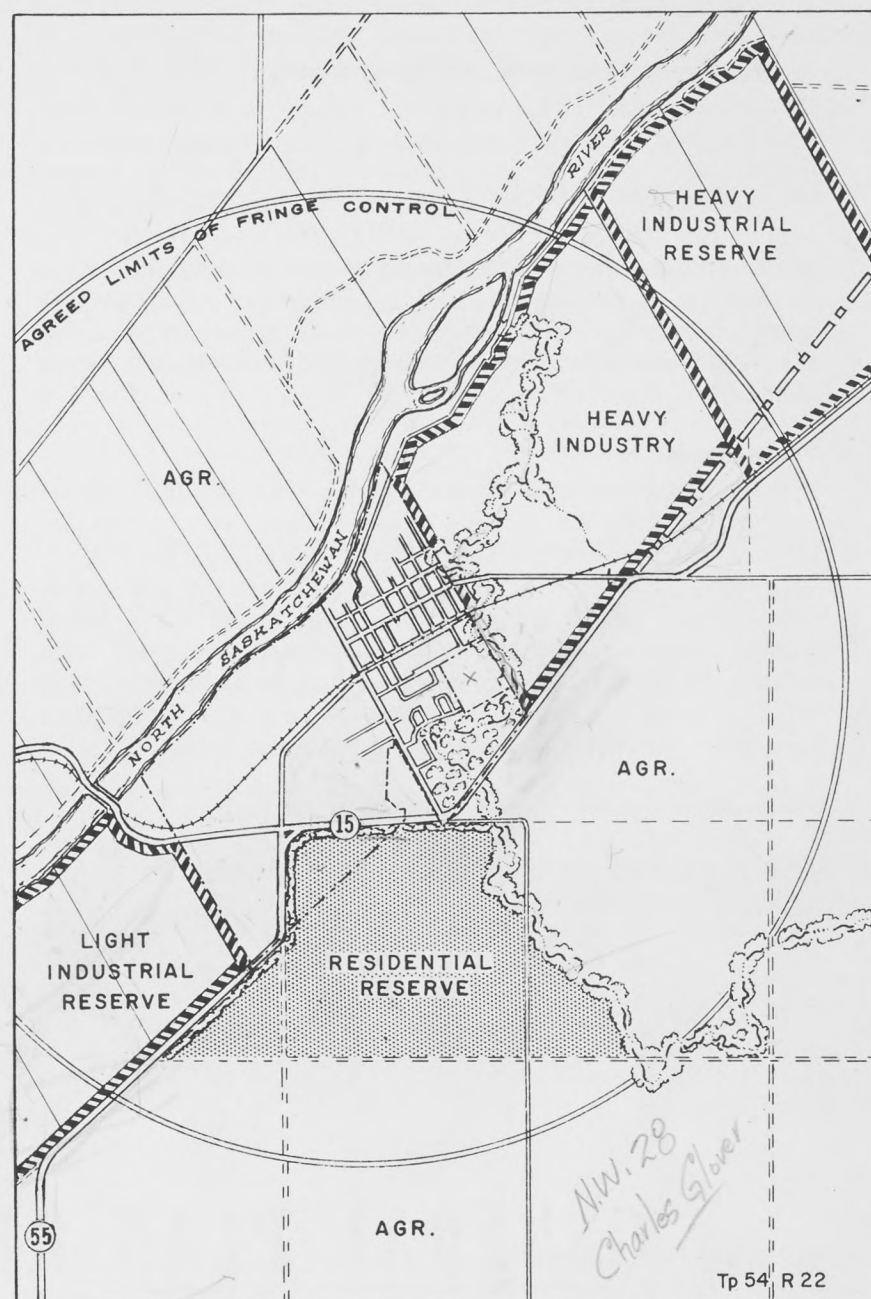 RIVER
HEAVY
INDUSTRIAL
RESERVE
AGREED LIMITS OF FRINGE CONTROL
HEAVY
INDUSTRY
AGR.
NORTH SASKATCHEWAN
AGR.
15
LIGHT
INDUSTRIAL
RESERVE
RESIDENTIAL
RESERVE
N.W. 28
Charles Glover
55
AGR.
Tp 54 R 22